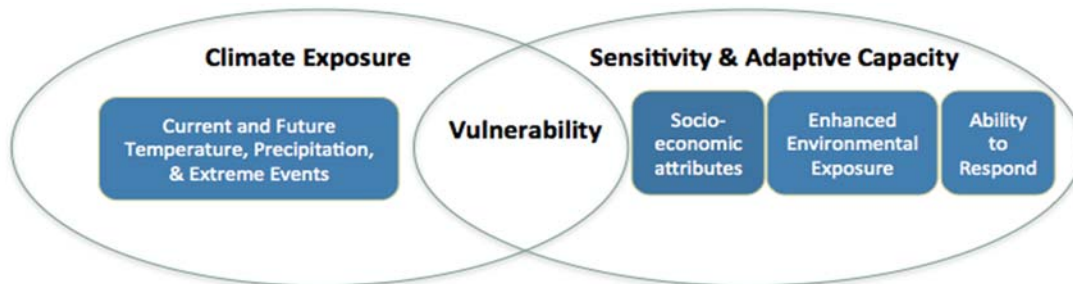 Climate Exposure
Current and Future
Temperature, Precipitation,
& Extreme Events
Vulnerability
Sensitivity & Adaptive Capacity
Socio-
economic
attributes
Enhanced
Environmental
Exposure
Ability
to
Respond